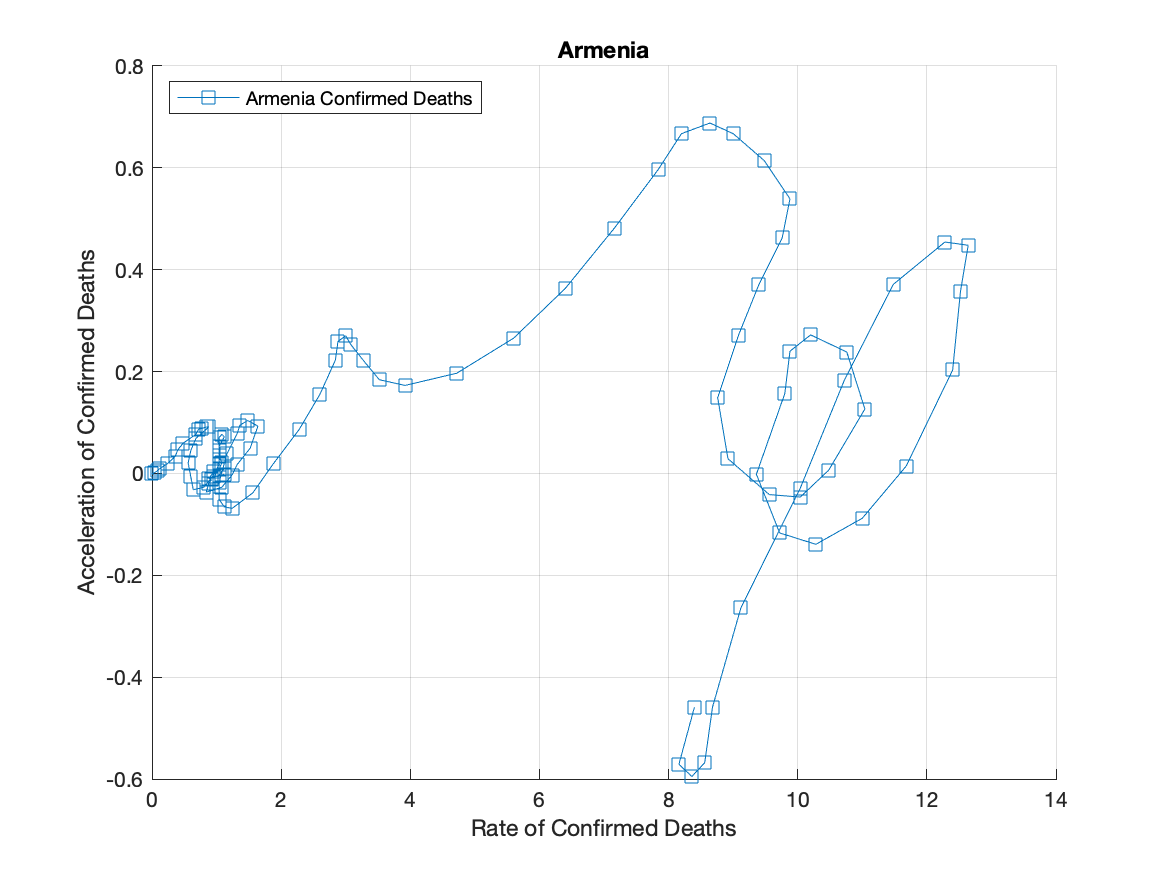 Armenia
Armenia Confirmed Deaths
0.8
0.6
0.4
0.2
0
-0.2
-0.4
-0.6
Acceleration of Confirmed Deaths
0 2 4 6 8 10 12 14
Rate of Confirmed Deaths